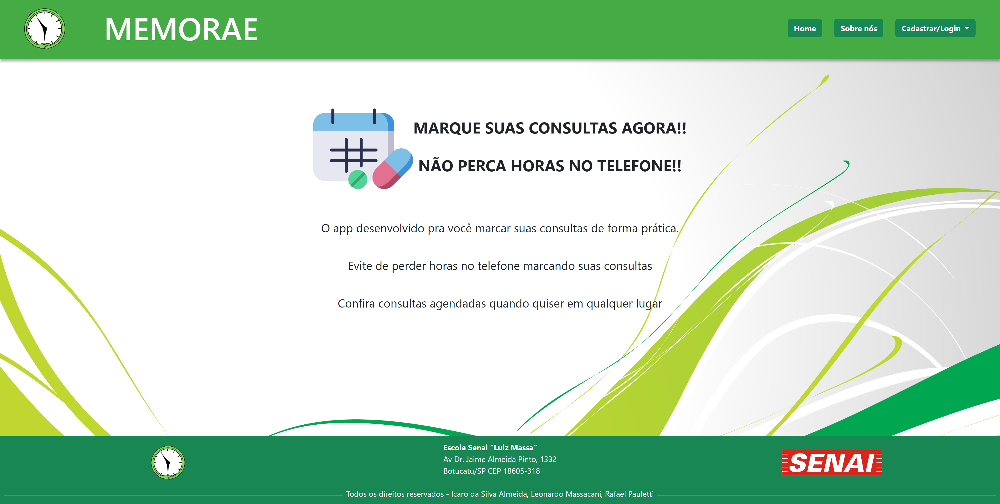 MEMORAE
Home
Sobre nós
Cadastrar/Login
MARQUE SUAS CONSULTAS AGORA!!
NÃO PERCA HORAS NO TELEFONE!!
O app desenvolvido pra você marcar suas consultas de forma prática.
Evite de perder horas no telefone marcando suas consultas
Confira consultas agendadas quando quiser em qualquer lugar
Escola Senai "Luiz Massa"
Av Dr. Jaime Almeida Pinto, 1332
Botucatu/SP CEP 18605-318
SENAI
Todos os direitos reservados - Icaro da Silva Almeida, Leonardo Massacani, Rafael Pauletti